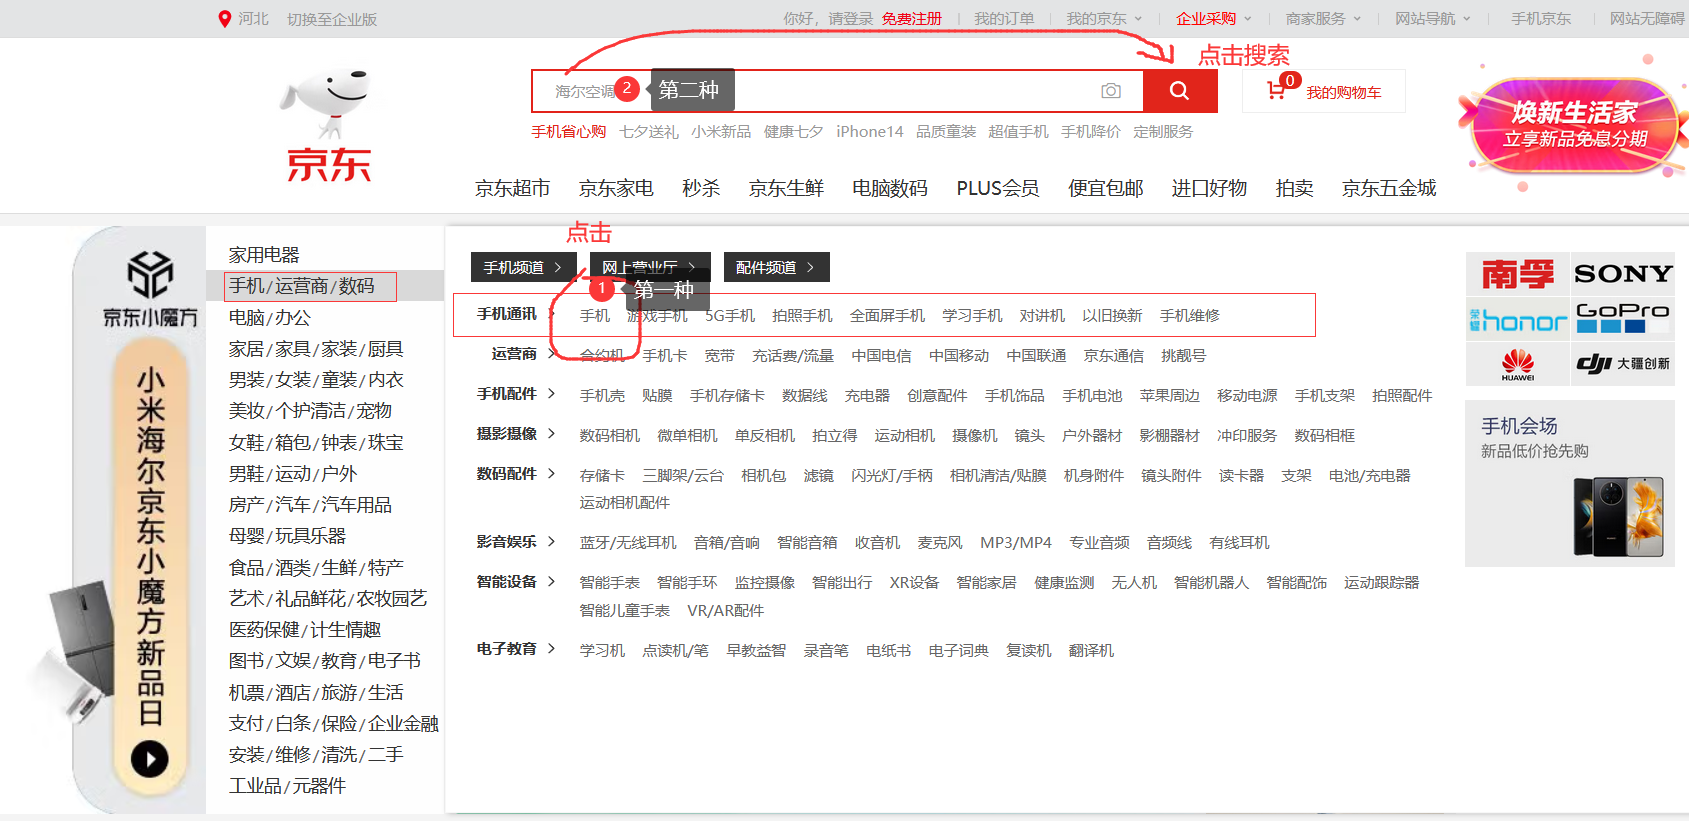 河北 切换至企业版 你好，请登录 免费注册 我的订单 我的京东 企业采购 商家服务 网站导航 手机京东 网站无障碍
点击搜索
海尔空调 2 第二种
0 我的购物车
京东
手机省心购 七夕送礼 小米新品 健康七夕 iPhone14 品质童装 超值手机 手机降价 定制服务
焕新生活家
立享新品免息分期
京东超市 京东家电 秒杀 京东生鲜 电脑数码 PLUS会员 便宜包邮 进口好物 拍卖 京东五金城
京东小魔方
小米海尔京东小魔方新品日
家用电器
手机/运营商/数码
电脑/办公
家居/家具/家装/厨具
男装/女装/童装/内衣
美妆/个护清洁/宠物
女鞋/箱包/钟表/珠宝
男鞋/运动/户外
房产/汽车/汽车用品
母婴/玩具乐器
食品/酒类/生鲜/特产
艺术/礼品鲜花/农牧园艺
医药保健/计生情趣
图书/文娱/教育/电子书
机票/酒店/旅游/生活
支付/白条/保险/企业金融
安装/维修/清洗/二手
工业品/元器件
点击
手机频道 网上营业厅 配件频道
1 第一种
手机通讯 手机 游戏手机 5G手机 拍照手机 全面屏手机 学习手机 对讲机 以旧换新 手机维修
运营商 合约机 手机卡 宽带 充话费/流量 中国电信 中国移动 中国联通 京东通信 挑靓号
手机配件 手机壳 贴膜 手机存储卡 数据线 充电器 创意配件 手机饰品 手机电池 苹果周边 移动电源 手机支架 拍照配件
摄影摄像 数码相机 微单相机 单反相机 拍立得 运动相机 摄像机 镜头 户外器材 影棚器材 冲印服务 数码相框
数码配件 存储卡 三脚架/云台 相机包 滤镜 闪光灯/手柄 相机清洁/贴膜 机身附件 镜头附件 读卡器 支架 电池/充电器
运动相机配件
影音娱乐 蓝牙/无线耳机 音箱/音响 智能音箱 收音机 麦克风 MP3/MP4 专业音频 音频线 有线耳机
智能设备 智能手表 智能手环 监控摄像 智能出行 XR设备 智能家居 健康监测 无人机 智能机器人 智能配饰 运动跟踪器
智能儿童手表 VR/AR配件
电子教育 学习机 点读机/笔 早教益智 录音笔 电纸书 电子词典 复读机 翻译机
南孚 SONY
荣耀 honor GoPro
HUAWEI dji 大疆创新
手机会场
新品低价抢先购